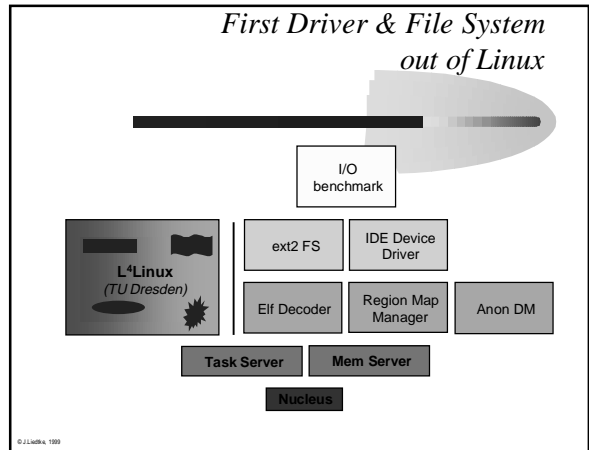 First Driver & File System
out of Linux
I/O
benchmark
ext2 FS
IDE Device
Driver
L⁴Linux
(TU Dresden)
Elf Decoder
Region Map
Manager
Anon DM
Task Server
Mem Server
Nucleus
© J.Liedtke, 1999